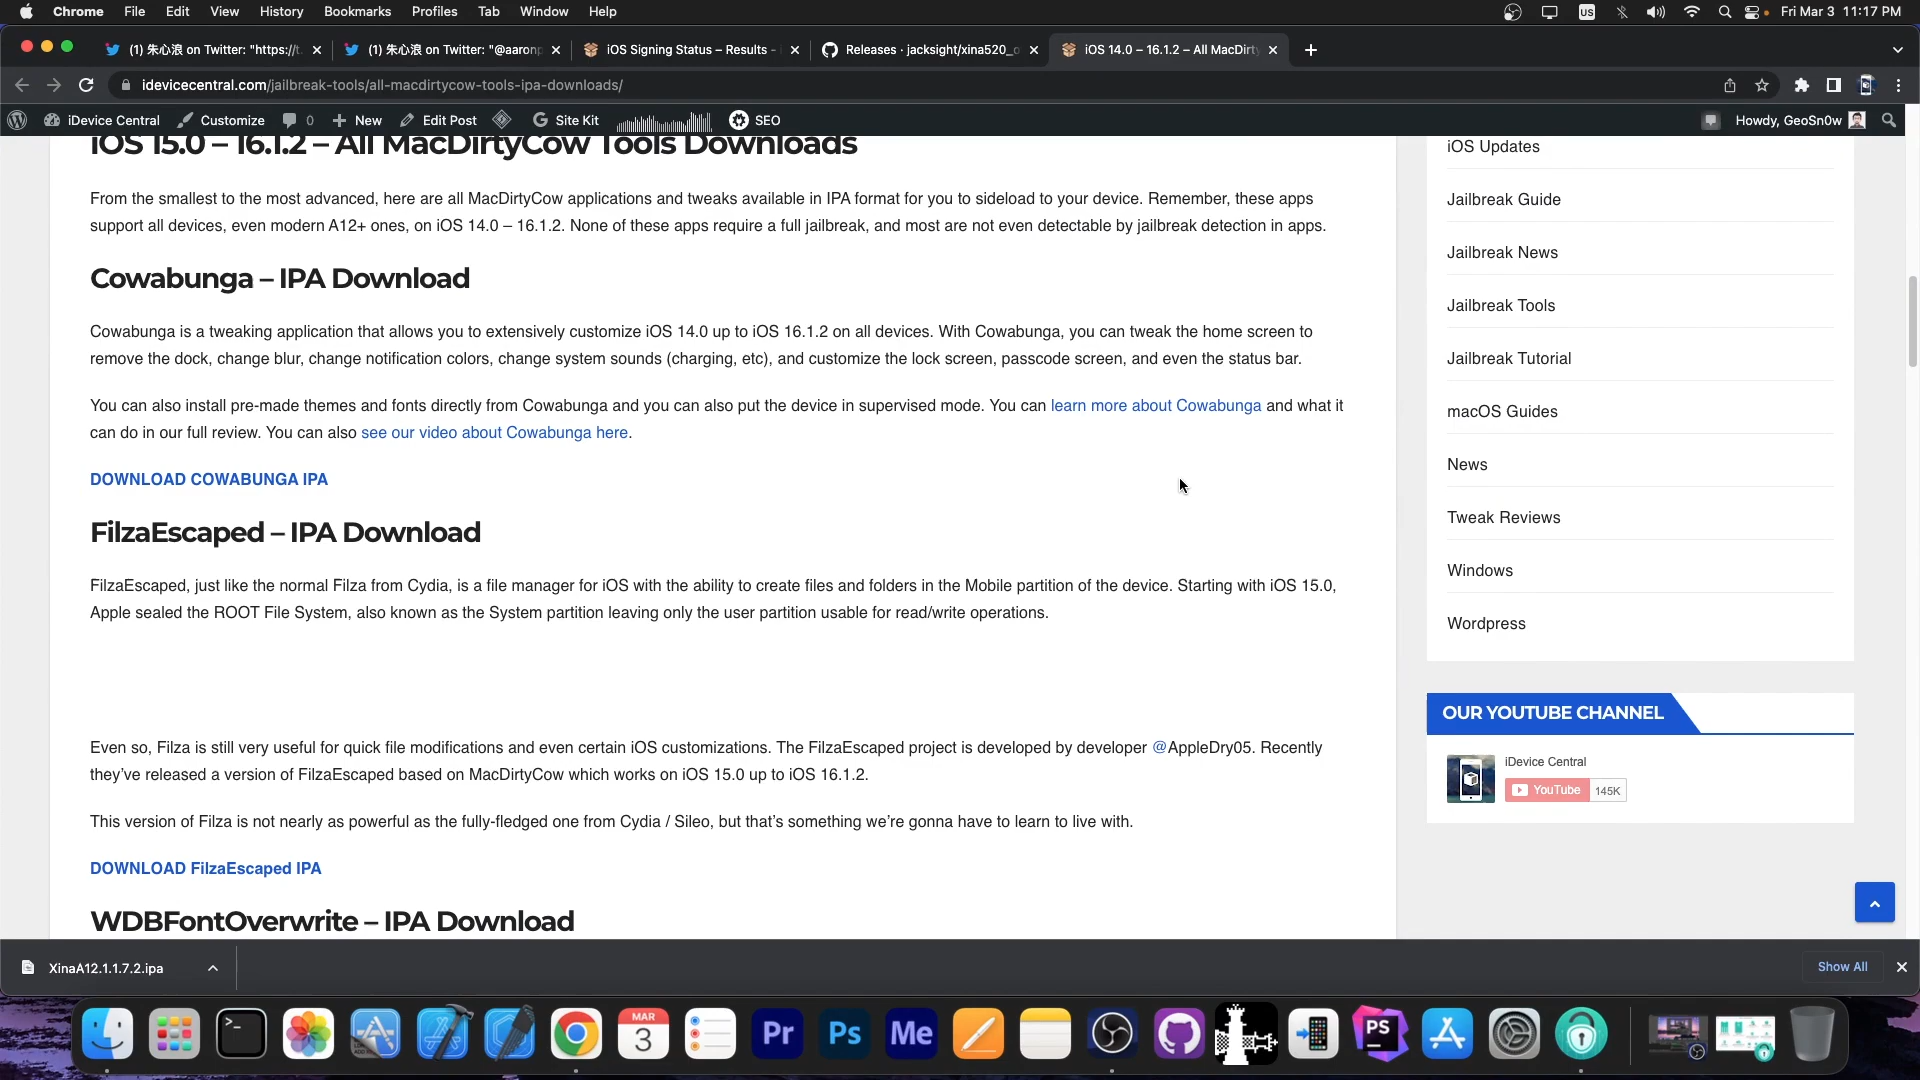 Chrome File Edit View History Bookmarks Profiles Tab Window Help US Fri Mar 3 11:17 PM
(1) 朱心浪 on Twitter: "https://t. (1) 朱心浪 on Twitter: "@aaronp iOS Signing Status – Results - Releases · jacksight/xina520_o iOS 14.0 – 16.1.2 – All MacDirty
idevicecentral.com/jailbreak-tools/all-macdirtycow-tools-ipa-downloads/
iDevice Central Customize 0 New Edit Post Site Kit SEO Howdy, GeoSn0w
iOS 15.0 – 16.1.2 – All MacDirtyCow Tools Downloads
From the smallest to the most advanced, here are all MacDirtyCow applications and tweaks available in IPA format for you to sideload to your device. Remember, these apps
support all devices, even modern A12+ ones, on iOS 14.0 – 16.1.2. None of these apps require a full jailbreak, and most are not even detectable by jailbreak detection in apps.
Cowabunga – IPA Download
Cowabunga is a tweaking application that allows you to extensively customize iOS 14.0 up to iOS 16.1.2 on all devices. With Cowabunga, you can tweak the home screen to
remove the dock, change blur, change notification colors, change system sounds (charging, etc), and customize the lock screen, passcode screen, and even the status bar.
You can also install pre-made themes and fonts directly from Cowabunga and you can also put the device in supervised mode. You can learn more about Cowabunga and what it
can do in our full review. You can also see our video about Cowabunga here.
DOWNLOAD COWABUNGA IPA
FilzaEscaped – IPA Download
FilzaEscaped, just like the normal Filza from Cydia, is a file manager for iOS with the ability to create files and folders in the Mobile partition of the device. Starting with iOS 15.0,
Apple sealed the ROOT File System, also known as the System partition leaving only the user partition usable for read/write operations.
Even so, Filza is still very useful for quick file modifications and even certain iOS customizations. The FilzaEscaped project is developed by developer @AppleDry05. Recently
they've released a version of FilzaEscaped based on MacDirtyCow which works on iOS 15.0 up to iOS 16.1.2.
This version of Filza is not nearly as powerful as the fully-fledged one from Cydia / Sileo, but that's something we're gonna have to learn to live with.
DOWNLOAD FilzaEscaped IPA
WDBFontOverwrite – IPA Download
iOS Updates
Jailbreak Guide
Jailbreak News
Jailbreak Tools
Jailbreak Tutorial
macOS Guides
News
Tweak Reviews
Windows
Wordpress
OUR YOUTUBE CHANNEL
iDevice Central
YouTube 145K
XinaA12.1.1.7.2.ipa Show All
MAR
3
Pr Ps Me PS